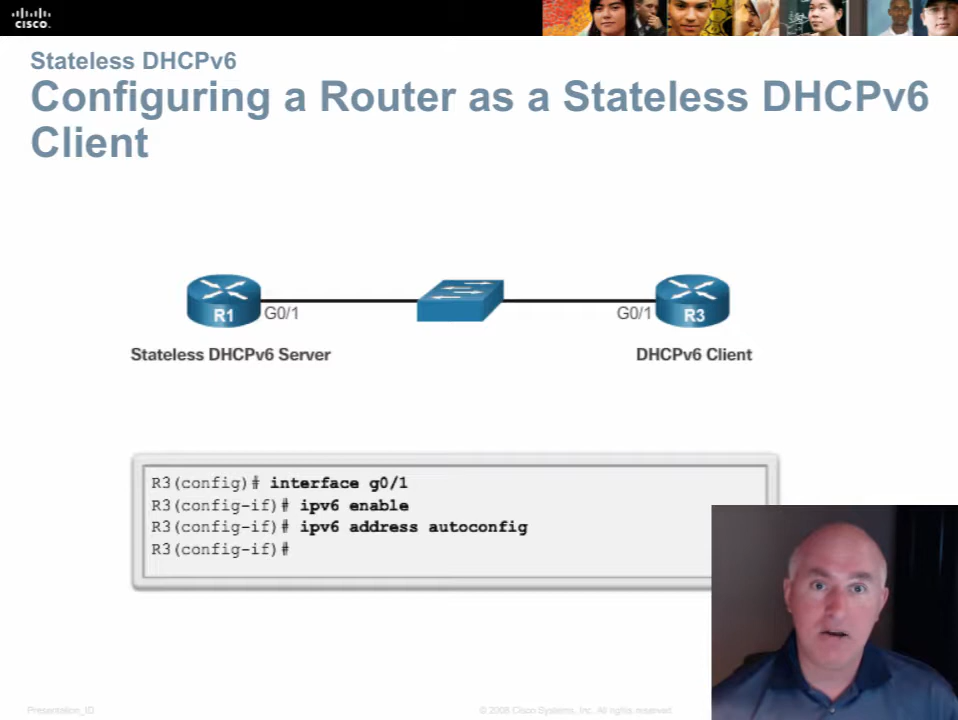 CISCO.
Stateless DHCPv6
Configuring a Router as a Stateless DHCPv6
Client
R1
G0/1
G0/1
R3
Stateless DHCPv6 Server
DHCPv6 Client
R3(config)# interface g0/1
R3(config-if)# ipv6 enable
R3(config-if)# ipv6 address autoconfig
R3(config-if)#
Presentation_ID
© 2008 Cisco Systems, Inc. All rights reserved.